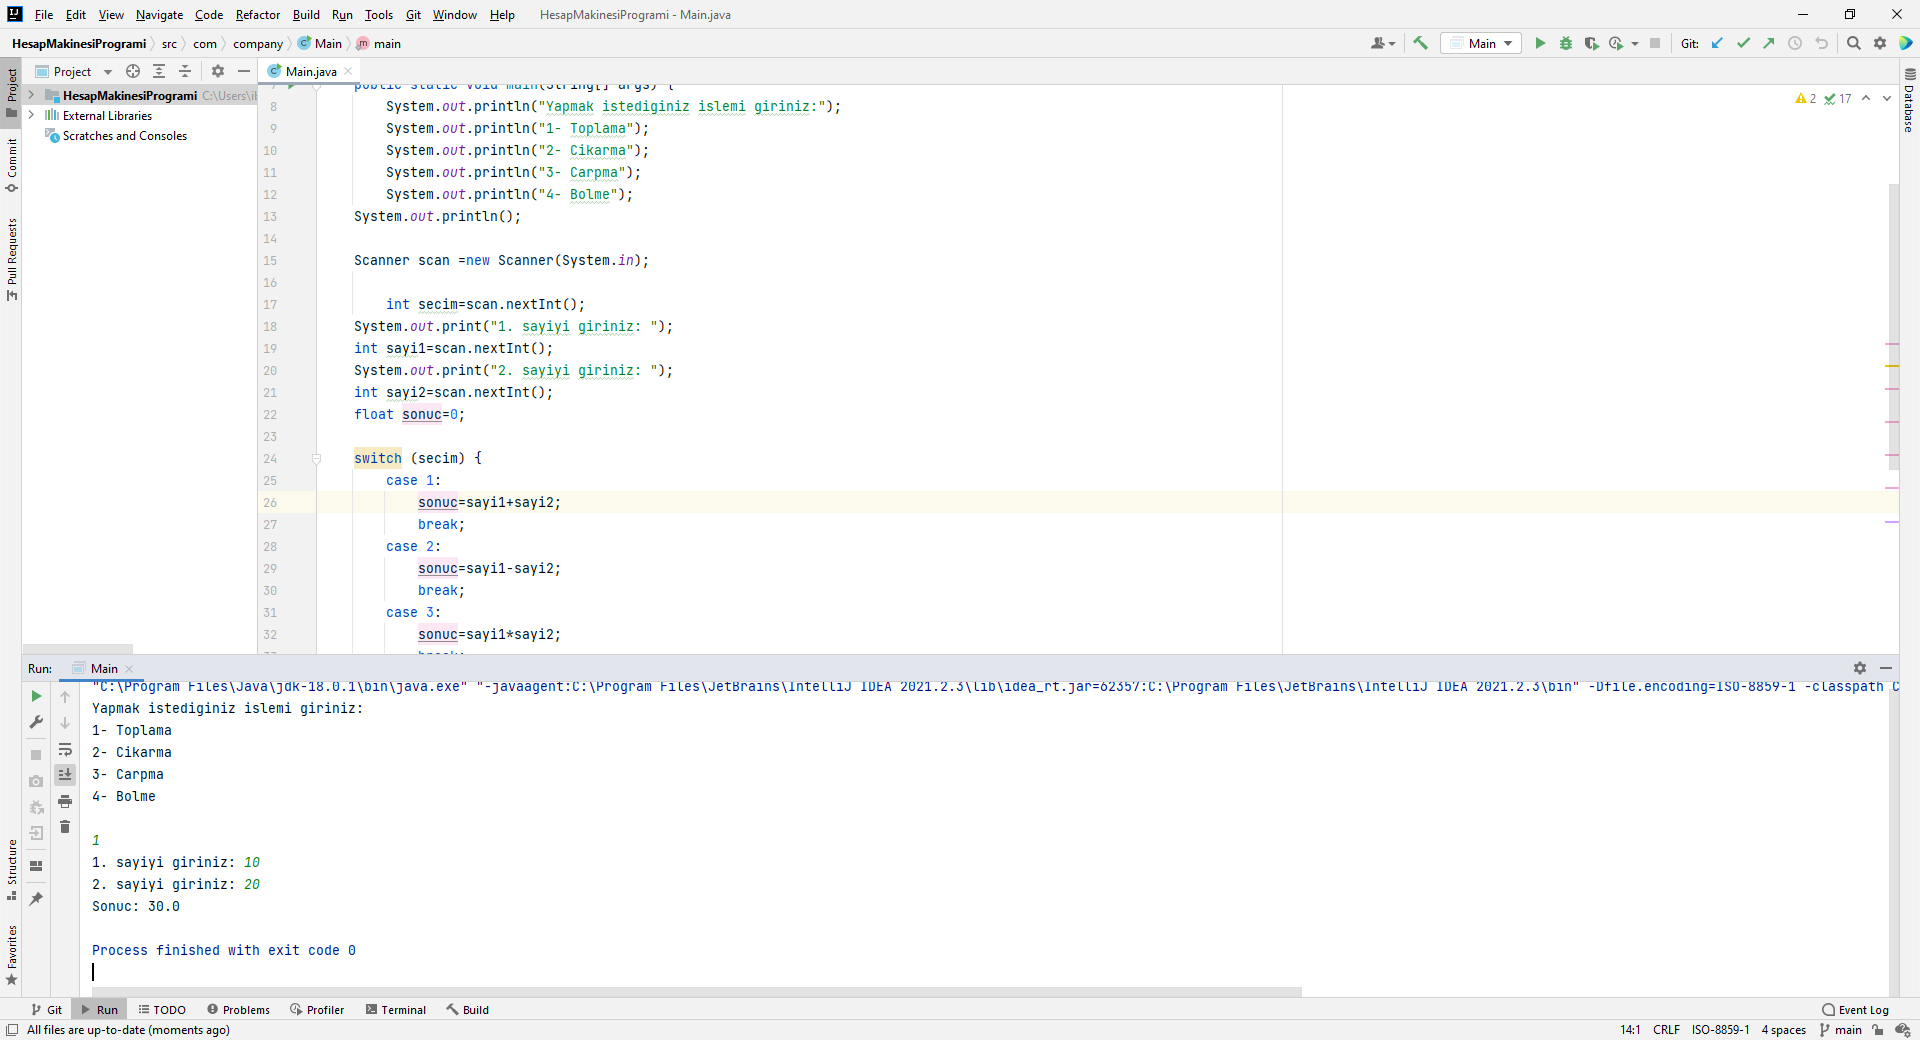 File Edit View Navigate Code Refactor Build Run Tools Git Window Help HesapMakinesiProgrami - Main.java
HesapMakinesiProgrami src com company Main main
Main Git:
Project
Main.java
HesapMakinesiProgrami C:\Users\ib
External Libraries
Scratches and Consoles
Project
Commit
Pull Requests
Structure
Favorites
Database
2 17
7 public static void main(String[] args) {
8 System.out.println("Yapmak istediginiz islemi giriniz:");
9 System.out.println("1- Toplama");
10 System.out.println("2- Cikarma");
11 System.out.println("3- Carpma");
12 System.out.println("4- Bolme");
13 System.out.println();
14
15 Scanner scan =new Scanner(System.in);
16
17 int secim=scan.nextInt();
18 System.out.print("1. sayiyi giriniz: ");
19 int sayi1=scan.nextInt();
20 System.out.print("2. sayiyi giriniz: ");
21 int sayi2=scan.nextInt();
22 float sonuc=0;
23
24 switch (secim) {
25 case 1:
26 sonuc=sayi1+sayi2;
27 break;
28 case 2:
29 sonuc=sayi1-sayi2;
30 break;
31 case 3:
32 sonuc=sayi1*sayi2;
33 break;
Run: Main
"C:\Program Files\Java\jdk-18.0.1\bin\java.exe" "-javaagent:C:\Program Files\JetBrains\IntelliJ IDEA 2021.2.3\lib\idea_rt.jar=62357:C:\Program Files\JetBrains\IntelliJ IDEA 2021.2.3\bin" -Dfile.encoding=ISO-8859-1 -classpath C
Yapmak istediginiz islemi giriniz:
1- Toplama
2- Cikarma
3- Carpma
4- Bolme
1
1. sayiyi giriniz: 10
2. sayiyi giriniz: 20
Sonuc: 30.0
Process finished with exit code 0
Git Run TODO Problems Profiler Terminal Build Event Log
All files are up-to-date (moments ago) 14:1 CRLF ISO-8859-1 4 spaces main